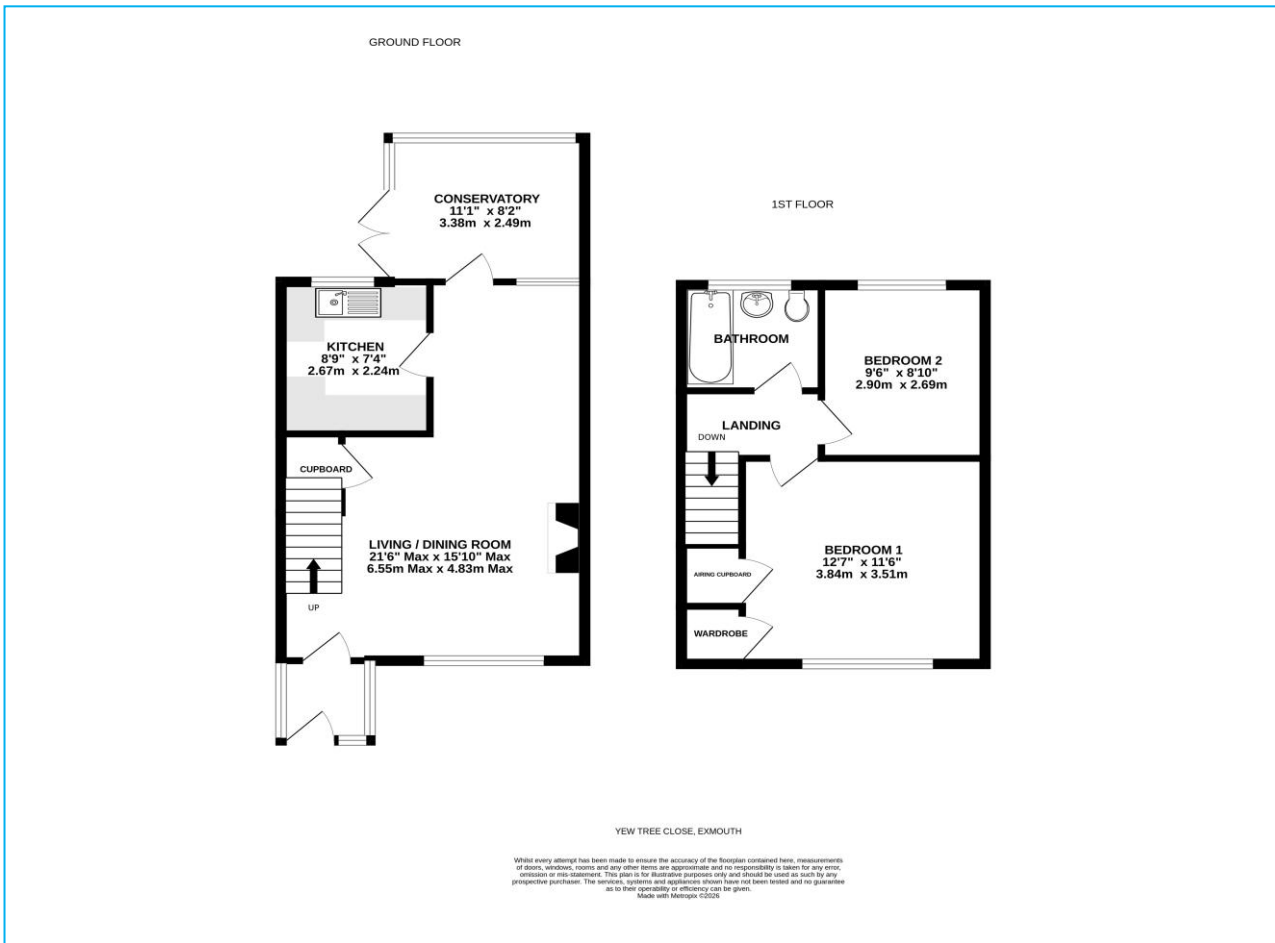 GROUND FLOOR
CONSERVATORY
11'1" x 8'2"
3.38m x 2.49m
KITCHEN
8'9" x 7'4"
2.67m x 2.24m
CUPBOARD
LIVING / DINING ROOM
21'6" Max x 15'10" Max
6.55m Max x 4.83m Max
UP
1ST FLOOR
BATHROOM
BEDROOM 2
9'6" x 8'10"
2.90m x 2.69m
LANDING
DOWN
BEDROOM 1
12'7" x 11'6"
3.84m x 3.51m
AIRING CUPBOARD
WARDROBE
YEW TREE CLOSE, EXMOUTH
Whilst every attempt has been made to ensure the accuracy of the floorplan contained here, measurements
of doors, windows, rooms and any other items are approximate and no responsibility is taken for any error,
omission or mis-statement. This plan is for illustrative purposes only and should be used as such by any
prospective purchaser. The services, systems and appliances shown have not been tested and no guarantee
as to their operability or efficiency can be given.
Made with Metropix ©2026